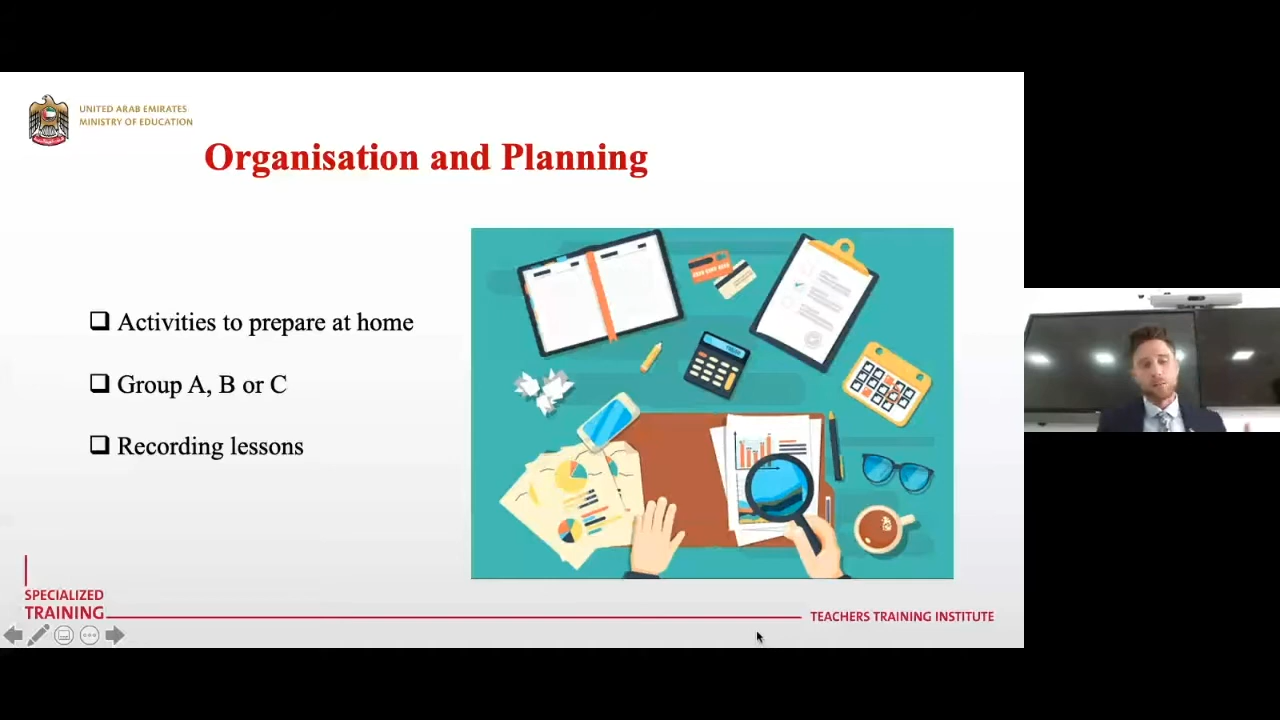 UNITED ARAB EMIRATES
MINISTRY OF EDUCATION
Organisation and Planning
Activities to prepare at home
Group A, B or C
Recording lessons
SPECIALIZED
TRAINING
TEACHERS TRAINING INSTITUTE